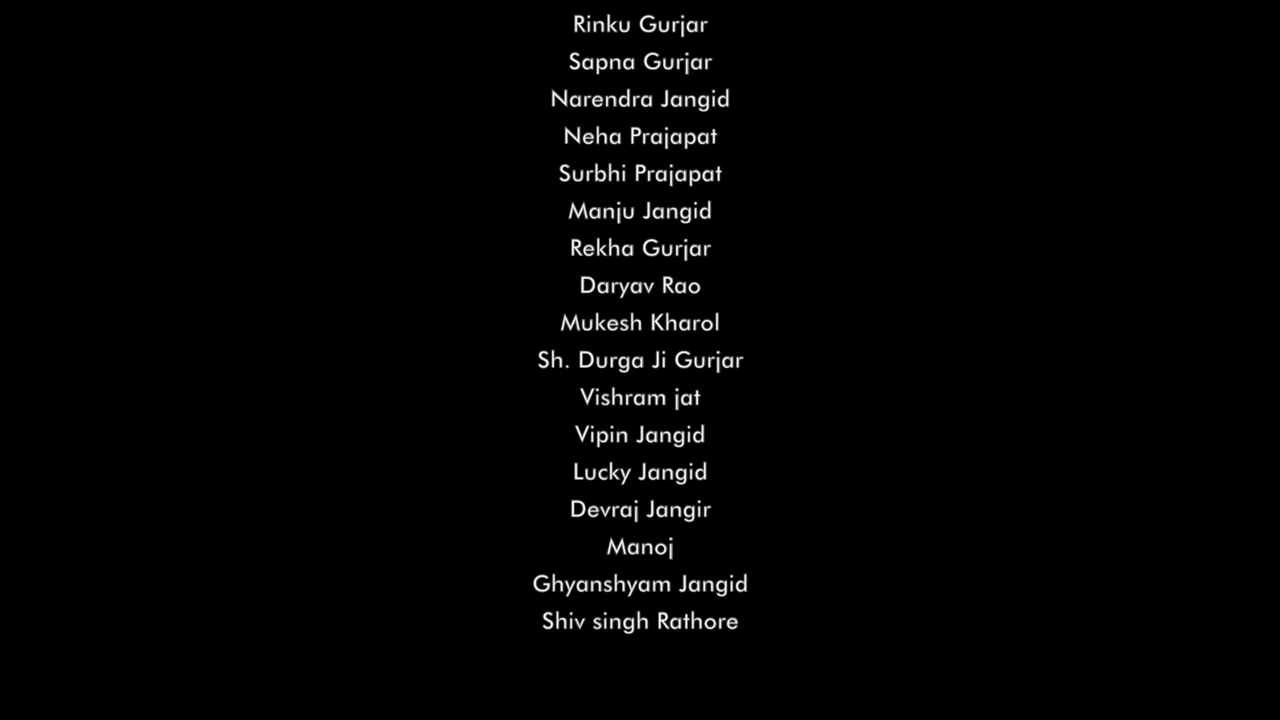 Rinku Gurjar
Sapna Gurjar
Narendra Jangid
Neha Prajapat
Surbhi Prajapat
Manju Jangid
Rekha Gurjar
Daryav Rao
Mukesh Kharol
Sh. Durga Ji Gurjar
Vishram jat
Vipin Jangid
Lucky Jangid
Devraj Jangir
Manoj
Ghyanshyam Jangid
Shiv singh Rathore